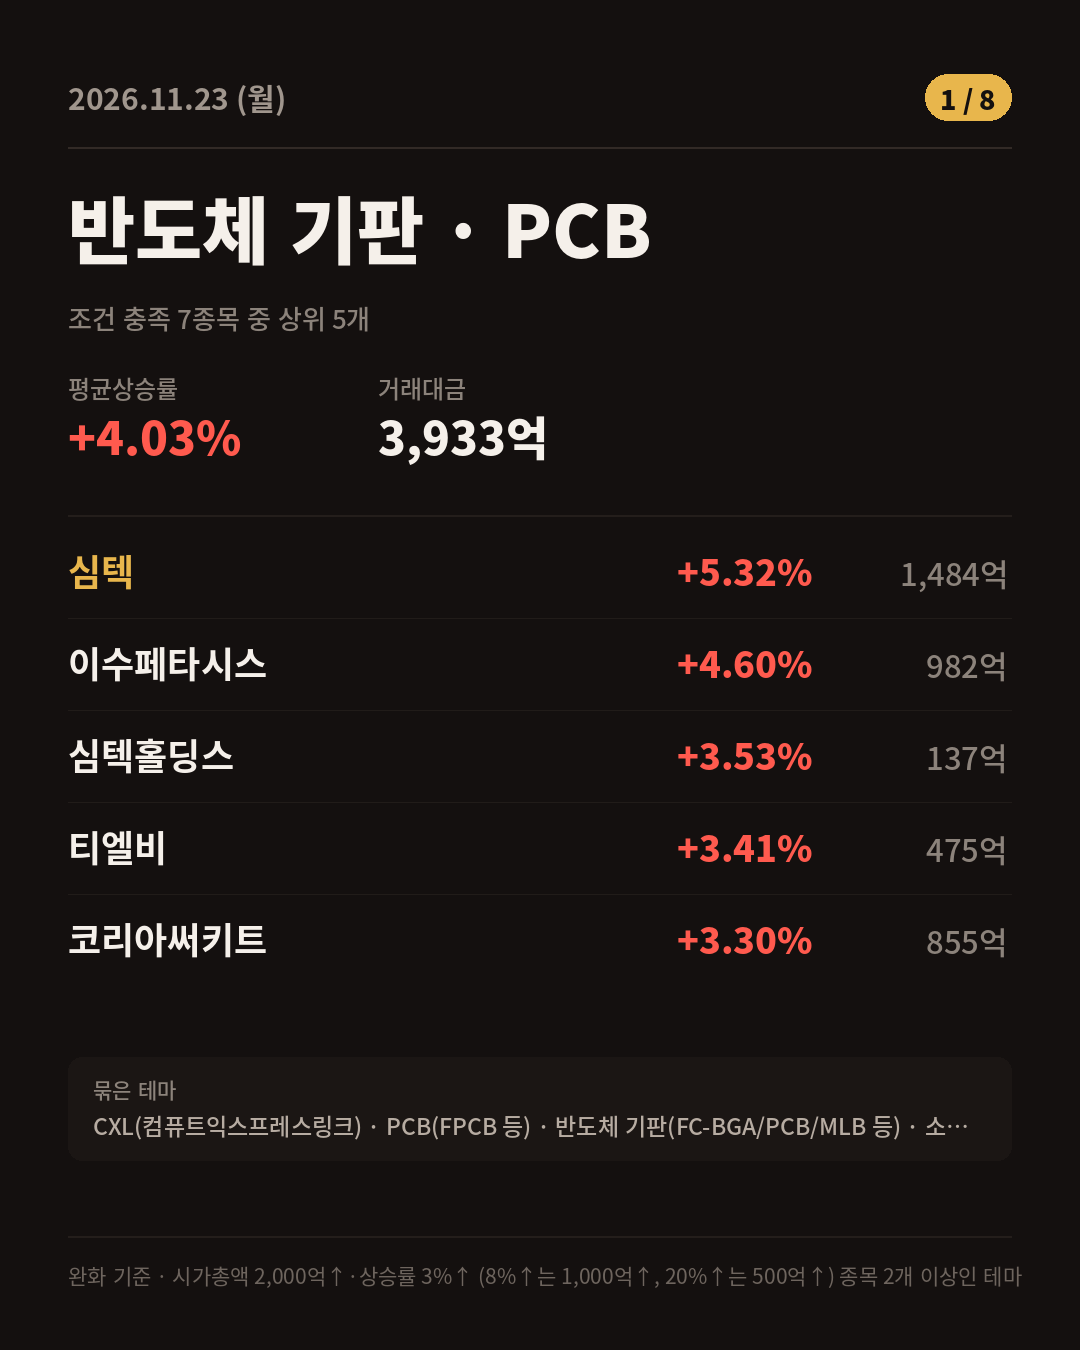 2026.11.23 (월)
1 / 8
반도체 기판 · PCB
조건 충족 7종목 중 상위 5개
평균상승률 거래대금
+4.03% 3,933억
심텍 +5.32% 1,484억
이수페타시스 +4.60% 982억
심텍홀딩스 +3.53% 137억
티엘비 +3.41% 475억
코리아써키트 +3.30% 855억
묶은 테마
CXL(컴퓨트익스프레스링크) · PCB(FPCB 등) · 반도체 기판(FC-BGA/PCB/MLB 등) · 소…
완화 기준 · 시가총액 2,000억↑ · 상승률 3%↑ (8%↑는 1,000억↑, 20%↑는 500억↑) 종목 2개 이상인 테마